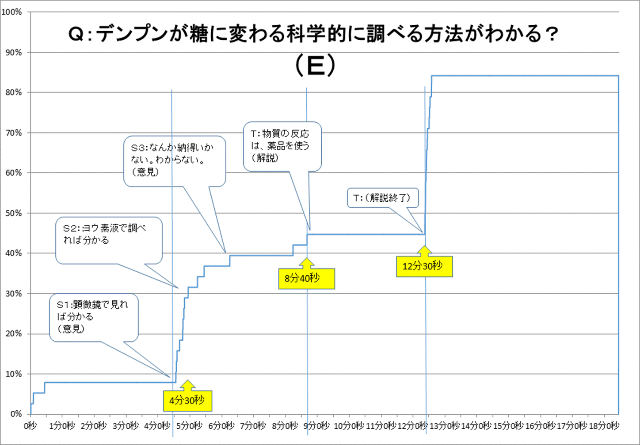 Q:デンプンが糖に変わる科学的に調べる方法がわかる?
(E)
100%
90%
80%
70%
60%
50%
40%
30%
20%
10%
0%
T:物質の反応
は、薬品を使う
(解説)
S3:なんか納得いか
ない。わからない。
(意見)
T:(解説終了)
S2:ヨウ素液で調べ
れば分かる
S1:顕微鏡で見れ
ば分かる
(意見)
12分30秒
8分40秒
4分30秒
0秒 1分0秒 2分0秒 3分0秒 4分0秒 5分0秒 6分0秒 7分0秒 8分0秒 9分0秒 10分0秒 11分0秒 12分0秒 13分0秒 14分0秒 15分0秒 16分0秒 17分0秒 18分0秒